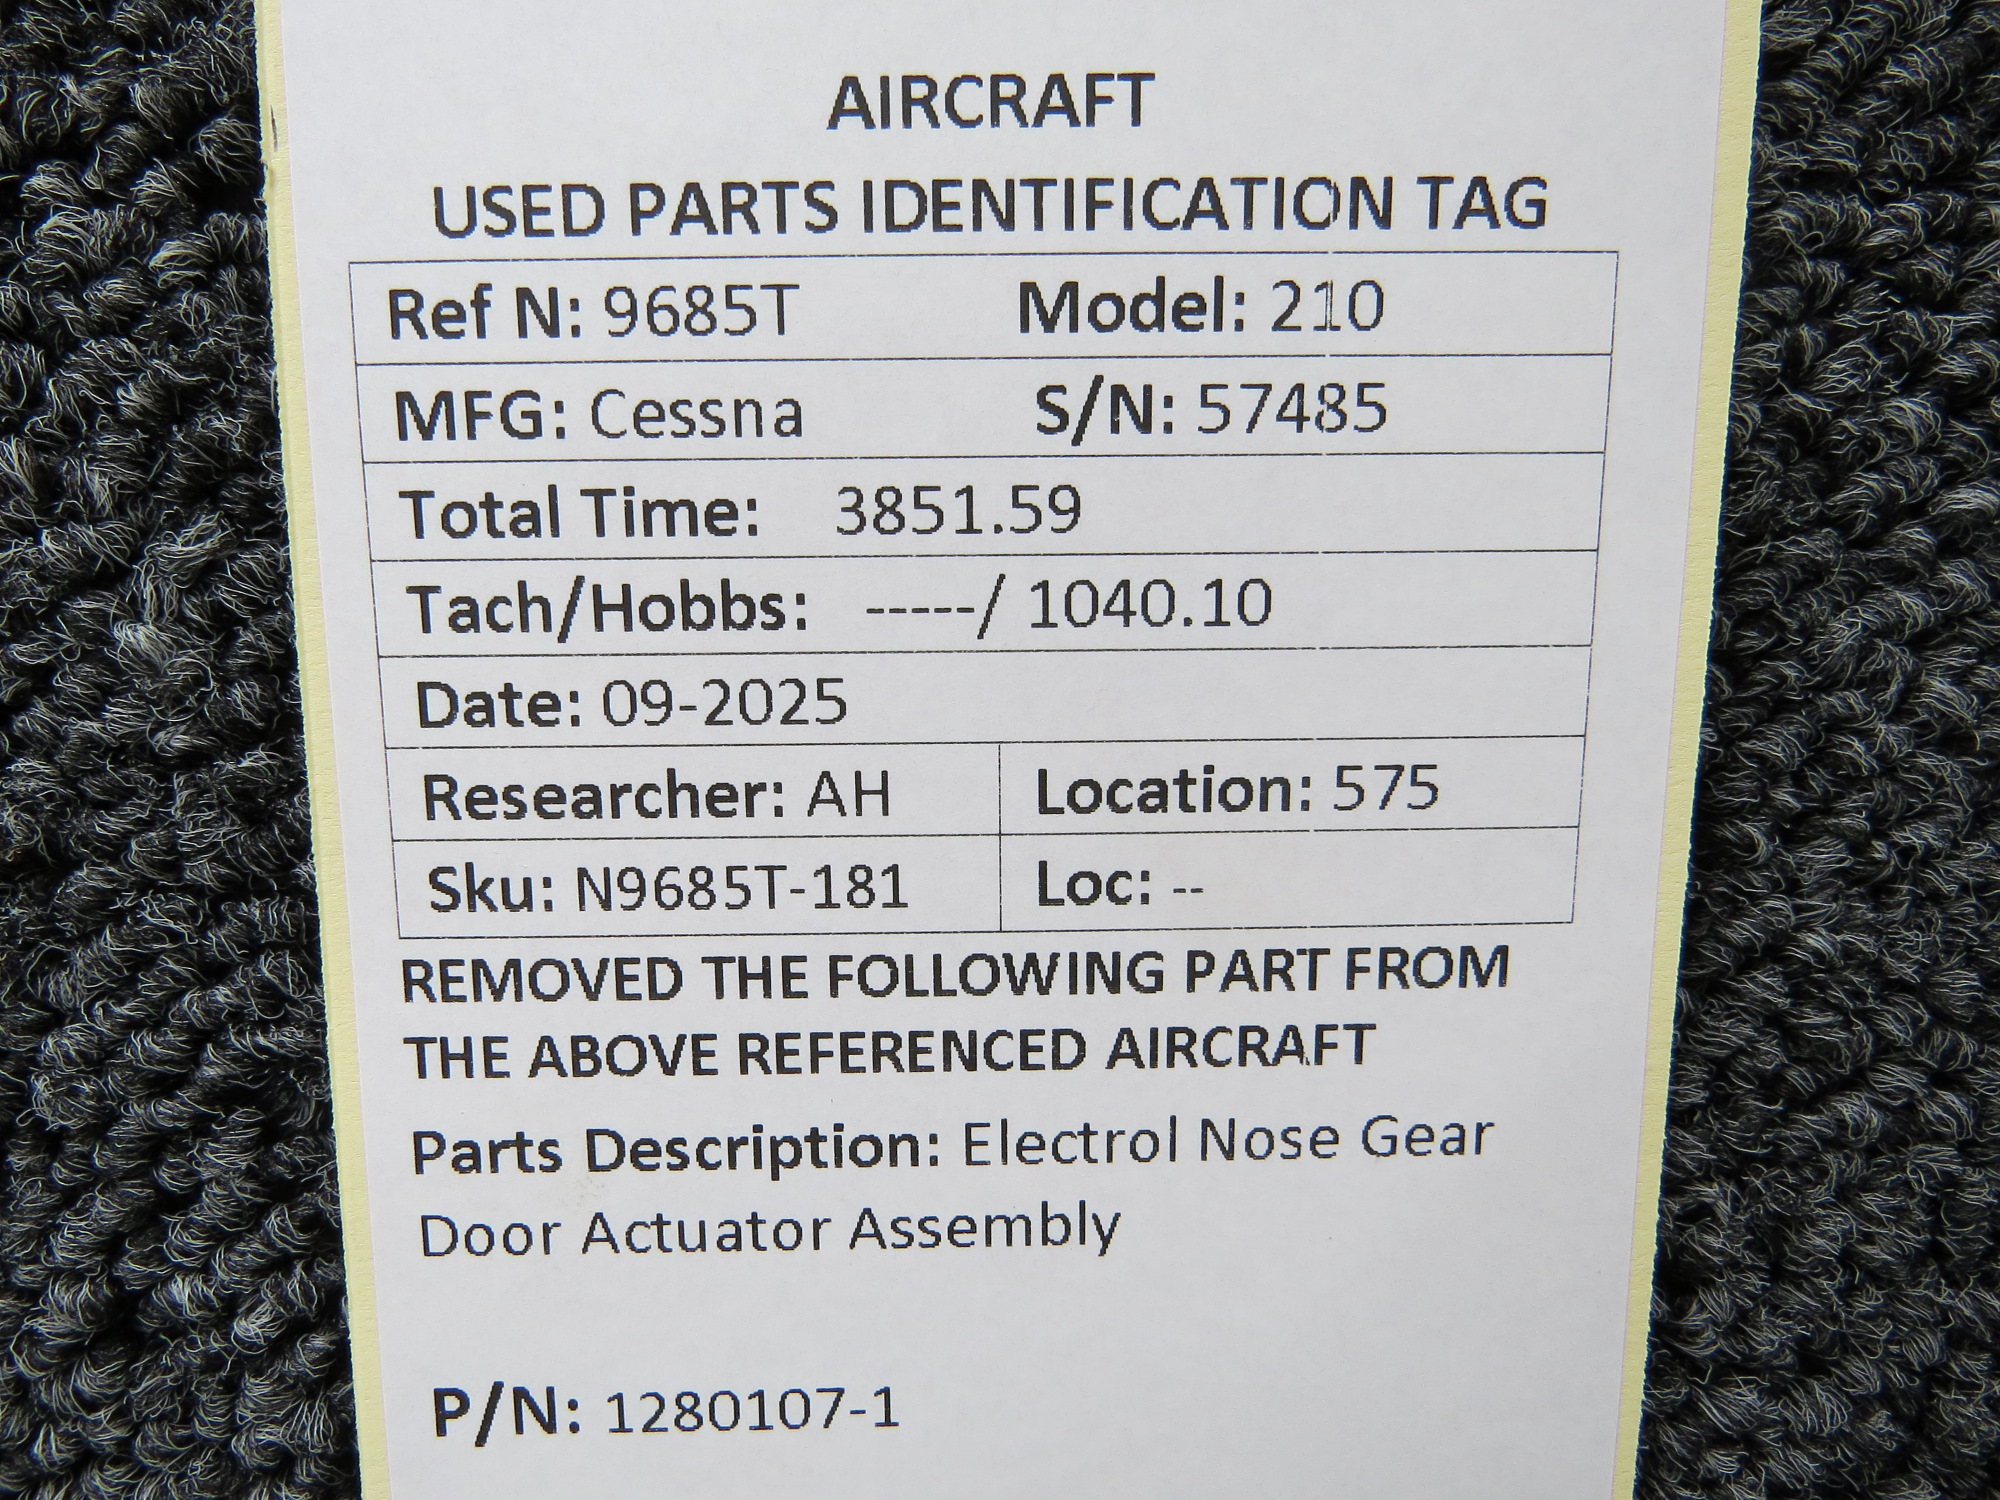 AIRCRAFT
USED PARTS IDENTIFICATION TAG
Ref N: 9685T Model: 210
MFG: Cessna S/N: 57485
Total Time: 3851.59
Tach/Hobbs: -----/ 1040.10
Date: 09-2025
Researcher: AH Location: 575
Sku: N9685T-181 Loc: --
REMOVED THE FOLLOWING PART FROM
THE ABOVE REFERENCED AIRCRAFT
Parts Description: Electrol Nose Gear
Door Actuator Assembly
P/N: 1280107-1